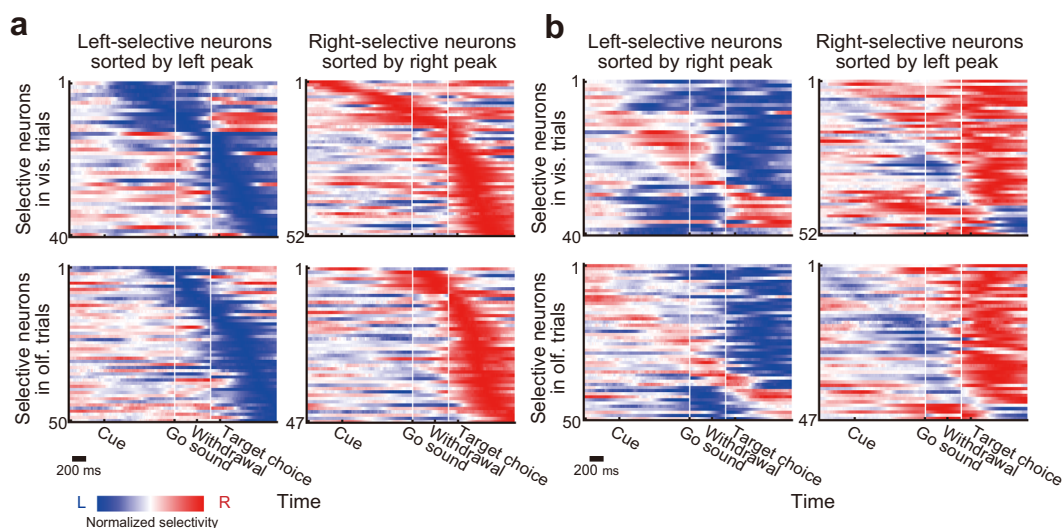 a
Left-selective neurons
sorted by left peak
Right-selective neurons
sorted by right peak
b
Left-selective neurons
sorted by right peak
Right-selective neurons
sorted by left peak
Selective neurons
in vis. trials
1
40
1
52
Selective neurons
in vis. trials
1
40
1
52
Selective neurons
in olf. trials
1
50
1
47
Selective neurons
in olf. trials
1
50
1
47
Cue
Go sound
Withdrawal
Target choice
Cue
Go sound
Withdrawal
Target choice
Cue
Go sound
Withdrawal
Target choice
Cue
Go sound
Withdrawal
Target choice
200 ms
200 ms
L
R
Normalized selectivity
Time
Time